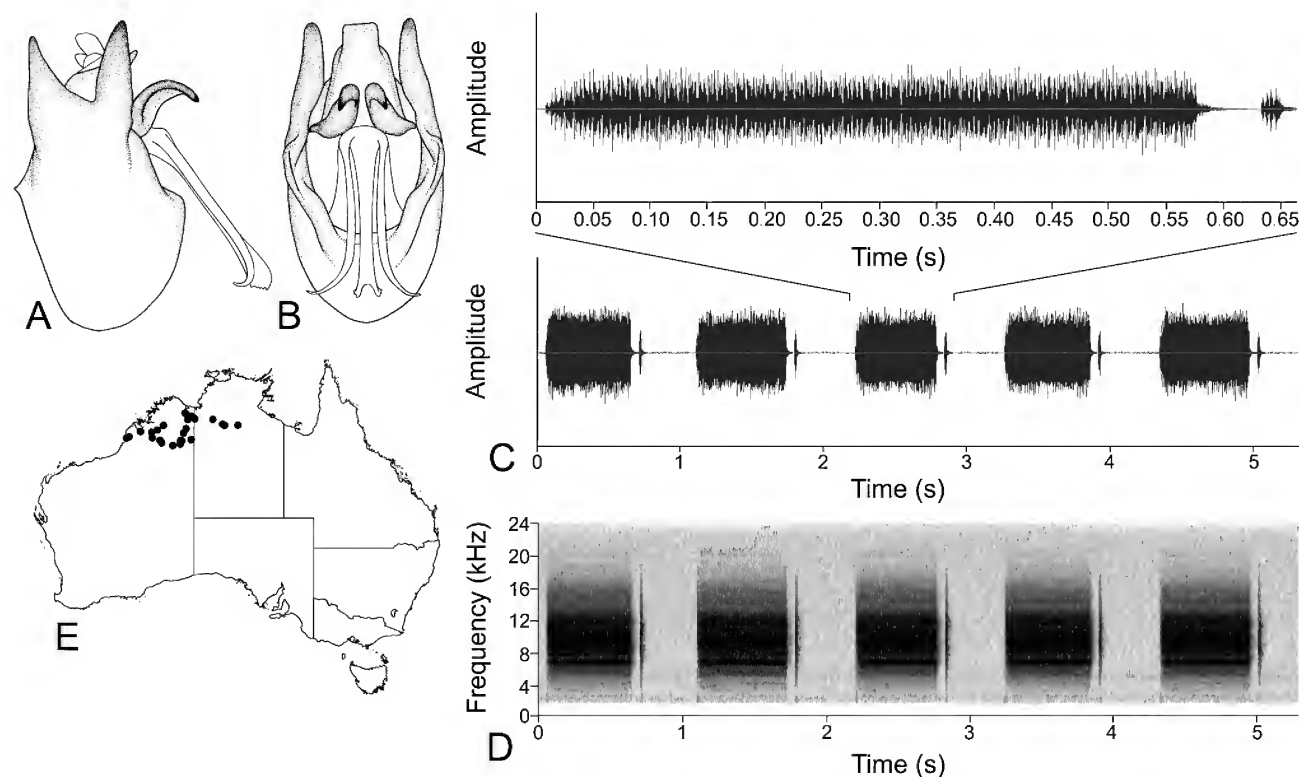 A
B
Amplitude
0 0.05 0.10 0.15 0.20 0.25 0.30 0.35 0.40 0.45 0.50 0.55 0.60 0.65
Time (s)
Amplitude
C
0 1 2 3 4 5
Time (s)
E
Frequency (kHz)
24
20
16
12
8
4
0
D
0 1 2 3 4 5
Time (s)